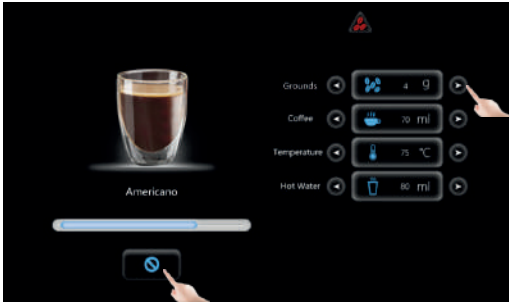 Grounds 4 g
Coffee 70 ml
Temperature 75 ℃
Hot Water 80 ml
Americano